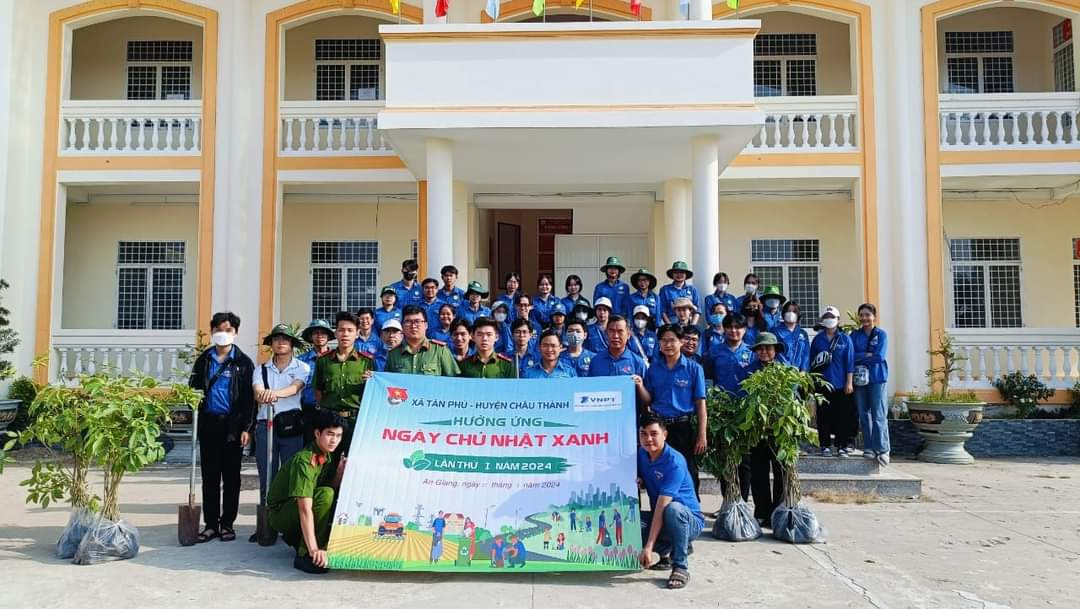 XÃ TÂN PHÚ - HUYỆN CHÂU THÀNH
VNPT
HƯỞNG ỨNG
NGÀY CHỦ NHẬT XANH
LẦN THỨ I NĂM 2024
An Giang, ngày tháng năm 2024